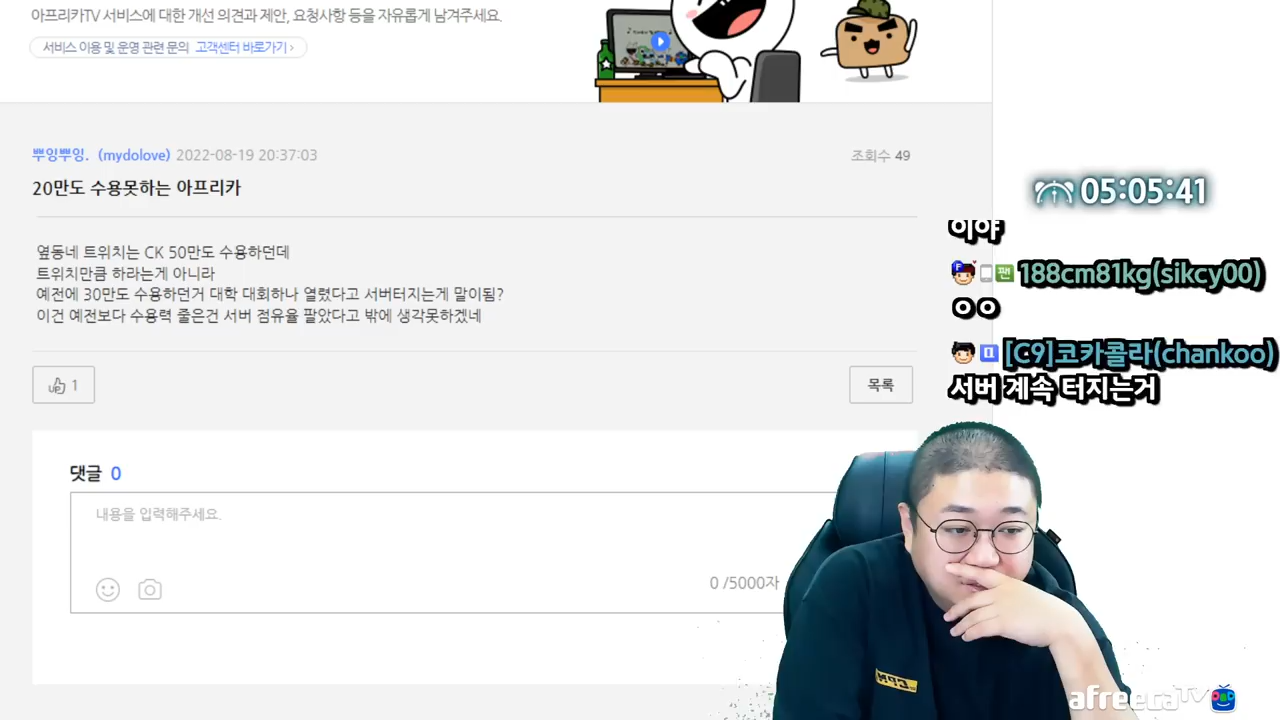 아프리카TV 서비스에 대한 개선 의견과 제안, 요청사항 등을 자유롭게 남겨주세요.
서비스 이용 및 운영 관련 문의 고객센터 바로가기 >
뿌잉뿌잉. (mydolove) 2022-08-19 20:37:03
조회수 49
20만도 수용못하는 아프리카
옆동네 트위치는 CK 50만도 수용하던데
트위치만큼 하라는게 아니라
예전에 30만도 수용하던거 대학 대회하나 열렸다고 서버터지는게 말이됨?
이건 예전보다 수용력 줄은건 서버 점유율 팔았다고 밖에 생각못하겠네
UP 1
목록
댓글 0
내용을 입력해주세요.
0 /5000자
05:05:41
이야
F 팬 188cm81kg(sikcy00)
ㅇㅇ
[C9]코카콜라(chankoo)
서버 계속 터지는거
afreecaTV